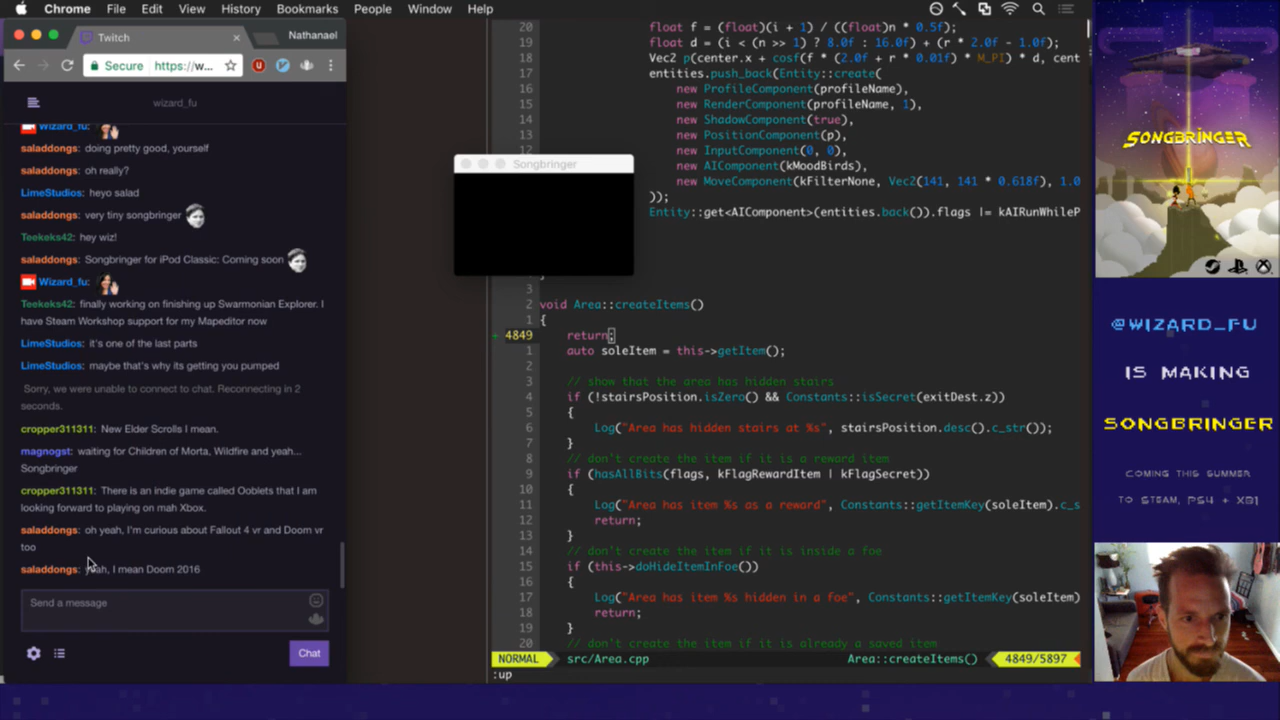 Chrome File Edit View History Bookmarks People Window Help
Twitch
Nathanael
Secure https://w...
wizard_fu
Wizard_fu:
saladdongs: doing pretty good, yourself
saladdongs: oh really?
LimeStudios: heyo salad
saladdongs: very tiny songbringer
Teekeks42: hey wiz!
saladdongs: Songbringer for iPod Classic: Coming soon
Wizard_fu:
Teekeks42: finally working on finishing up Swarmonian Explorer. I
have Steam Workshop support for my Mapeditor now
LimeStudios: it's one of the last parts
LimeStudios: maybe that's why its getting you pumped
Sorry, we were unable to connect to chat. Reconnecting in 2
seconds.
cropper311311: New Elder Scrolls I mean.
magnogst: waiting for Children of Morta, Wildfire and yeah...
Songbringer
cropper311311: There is an indie game called Ooblets that I am
looking forward to playing on mah Xbox.
saladdongs: oh yeah, I'm curious about Fallout 4 vr and Doom vr
too
saladdongs: yeah, I mean Doom 2016
Send a message
Chat
Songbringer
20 float f = (float)(i + 1) / ((float)n * 0.5f);
19 float d = (i < (n >> 1) ? 8.0f : 16.0f) + (r * 2.0f - 1.0f);
18 Vec2 p(center.x + cosf(f * (2.0f + r * 0.01f) * M_PI) * d, cent
17 entities.push_back(Entity::create(
16 new ProfileComponent(profileName),
15 new RenderComponent(profileName, 1),
14 new ShadowComponent(true),
13 new PositionComponent(p),
12 new InputComponent(0, 0),
new AIComponent(kMoodBirds),
new MoveComponent(kFilterNone, Vec2(141, 141 * 0.618f), 1.0
));
Entity::get<AIComponent>(entities.back()).flags != kAIRunWhileP
3
2 void Area::createItems()
1 {
4849 return;
1 auto soleItem = this->getItem();
2
3 // show that the area has hidden stairs
4 if (!stairsPosition.isZero() && Constants::isSecret(exitDest.z))
5 {
6 Log("Area has hidden stairs at %s", stairsPosition.desc().c_str());
7 }
8 // don't create the item if it is a reward item
9 if (hasAllBits(flags, kFlagRewardItem | kFlagSecret))
10 {
11 Log("Area has item %s as a reward", Constants::getItemKey(soleItem).c_s
12 return;
13 }
14 // don't create the item if it is inside a foe
15 if (this->doHideItemInFoe())
16 {
17 Log("Area has item %s hidden in a foe", Constants::getItemKey(soleItem)
18 return;
19 }
20 // don't create the item if it is already a saved item
NORMAL src/Area.cpp Area::createItems() 4849/5897
:up
SONGBRINGER
@WIZARD_FU
IS MAKING
SONGBRINGER
COMING THIS SUMMER
TO STEAM, PS4 + XB1